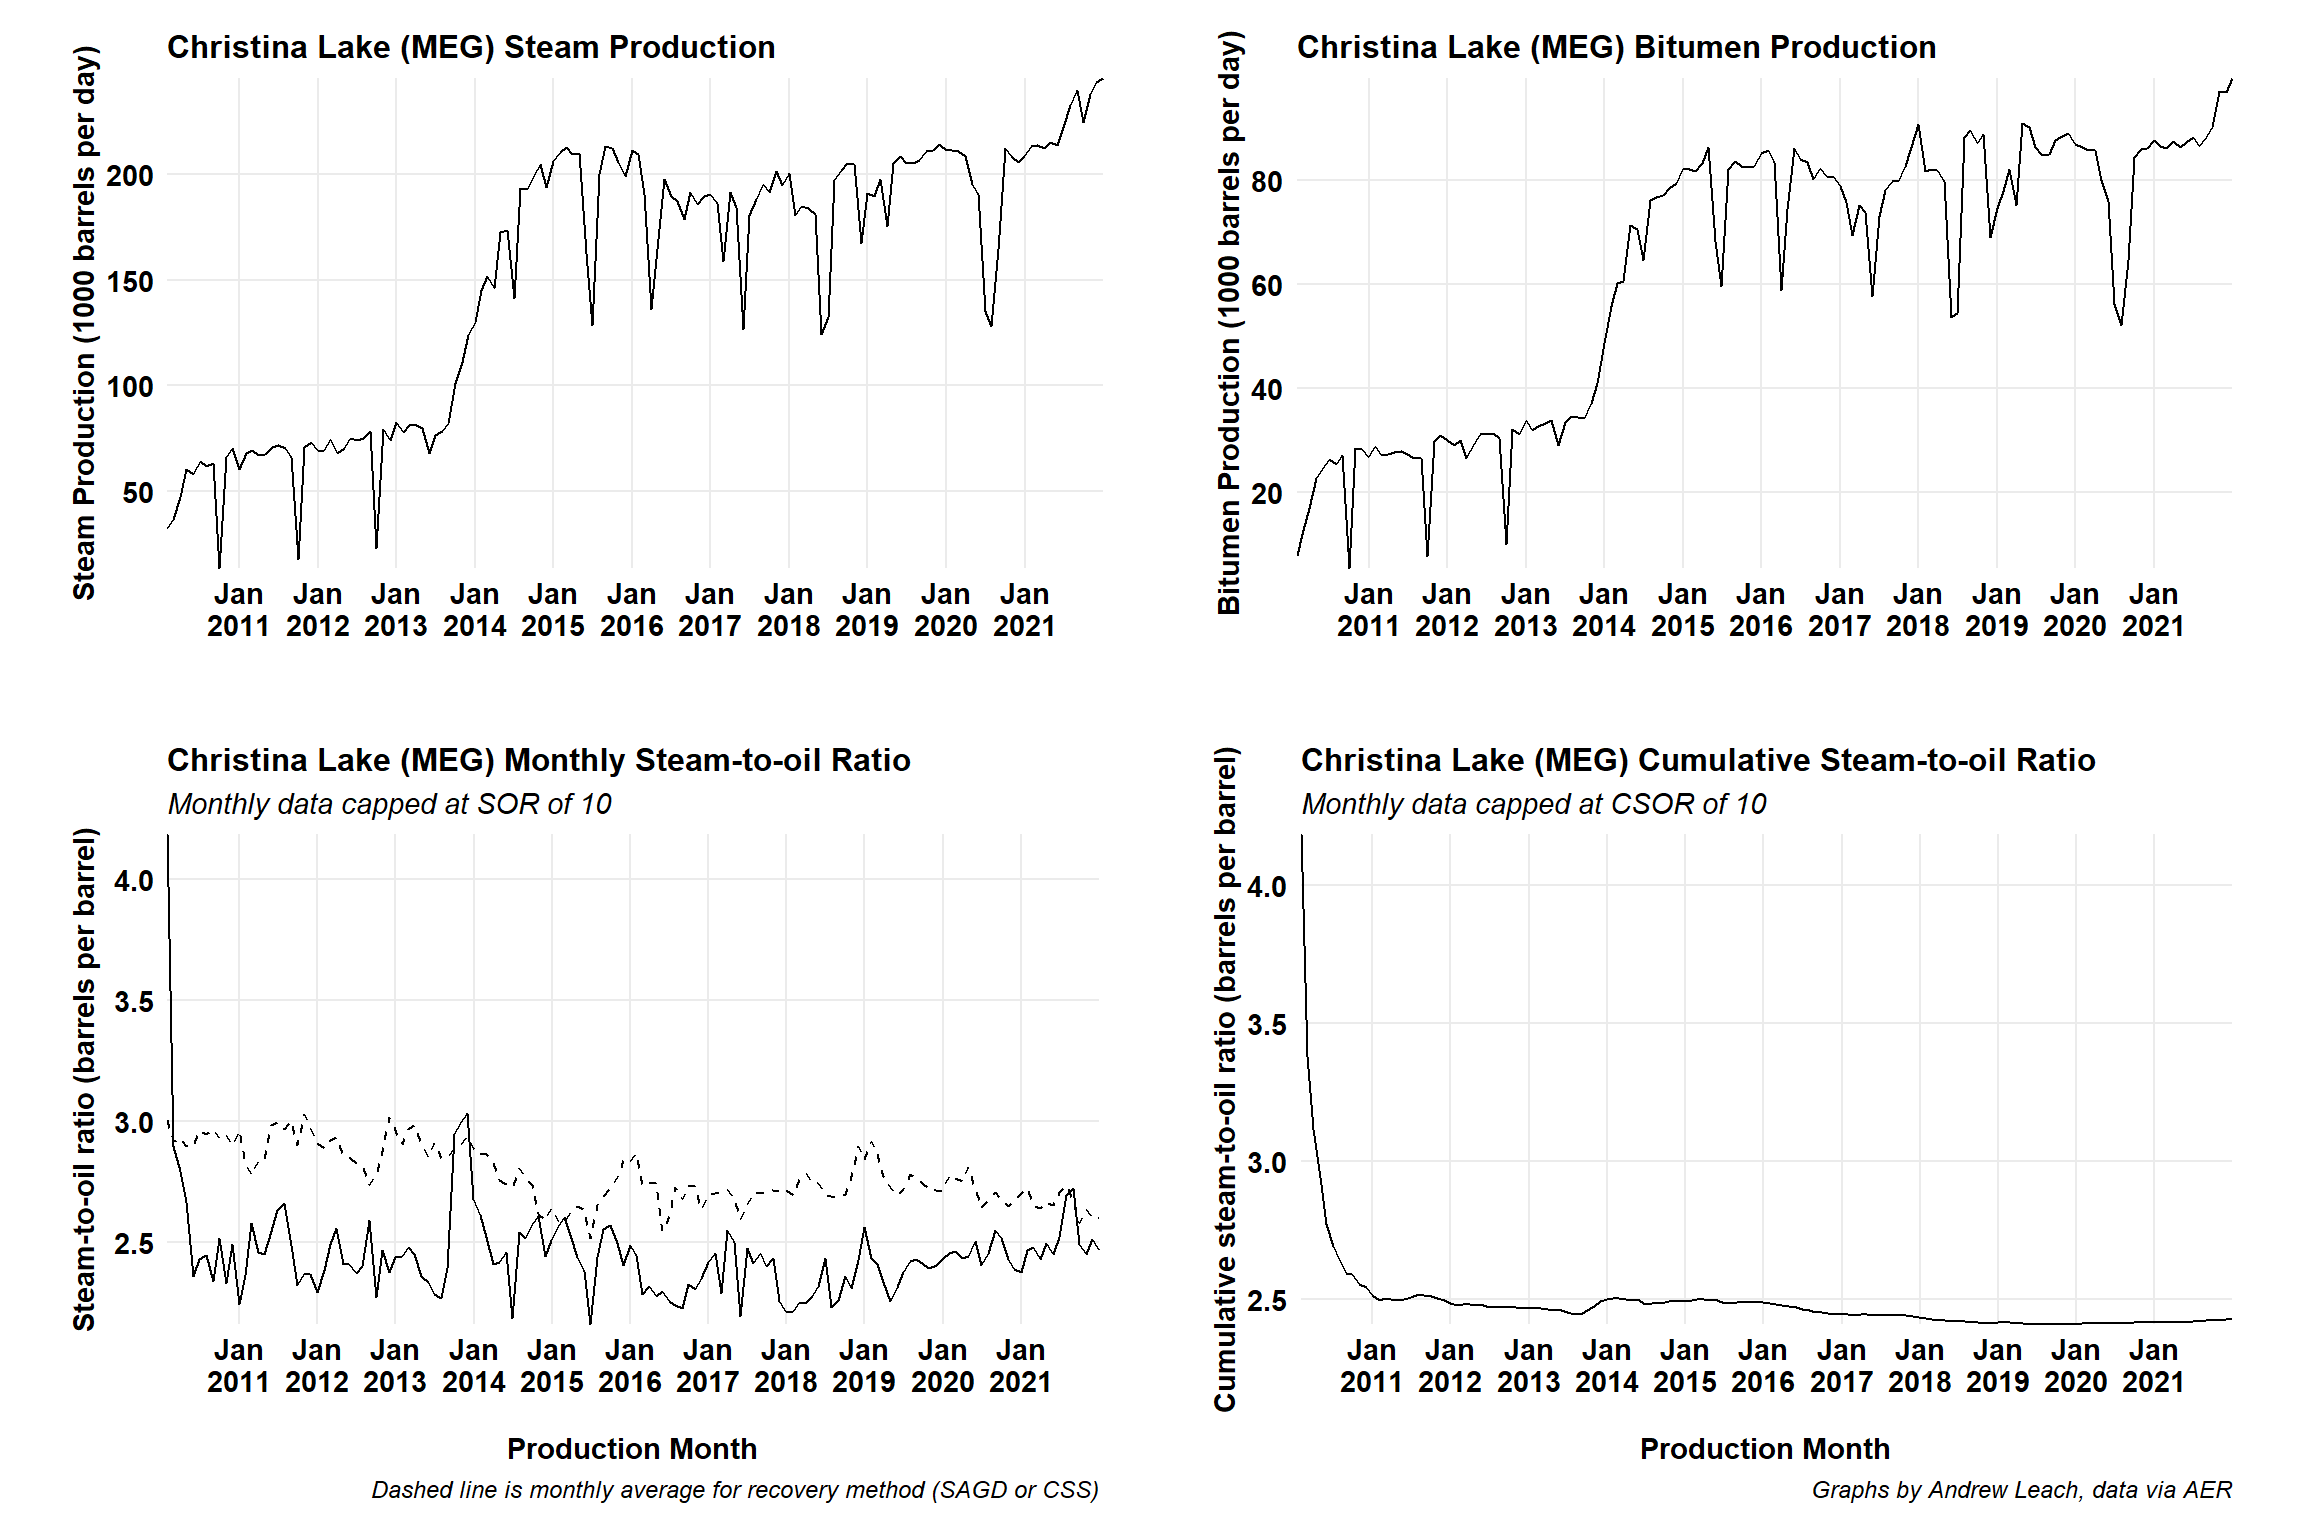 Christina Lake (MEG) Steam Production
Steam Production (1000 barrels per day)
200
150
100
50
Jan Jan Jan Jan Jan Jan Jan Jan Jan Jan Jan
2011 2012 2013 2014 2015 2016 2017 2018 2019 2020 2021
Christina Lake (MEG) Bitumen Production
Bitumen Production (1000 barrels per day)
80
60
40
20
Jan Jan Jan Jan Jan Jan Jan Jan Jan Jan Jan
2011 2012 2013 2014 2015 2016 2017 2018 2019 2020 2021
Christina Lake (MEG) Monthly Steam-to-oil Ratio
Monthly data capped at SOR of 10
Steam-to-oil ratio (barrels per barrel)
4.0
3.5
3.0
2.5
Jan Jan Jan Jan Jan Jan Jan Jan Jan Jan Jan
2011 2012 2013 2014 2015 2016 2017 2018 2019 2020 2021
Production Month
Dashed line is monthly average for recovery method (SAGD or CSS)
Christina Lake (MEG) Cumulative Steam-to-oil Ratio
Monthly data capped at CSOR of 10
Cumulative steam-to-oil ratio (barrels per barrel)
4.0
3.5
3.0
2.5
Jan Jan Jan Jan Jan Jan Jan Jan Jan Jan Jan
2011 2012 2013 2014 2015 2016 2017 2018 2019 2020 2021
Production Month
Graphs by Andrew Leach, data via AER